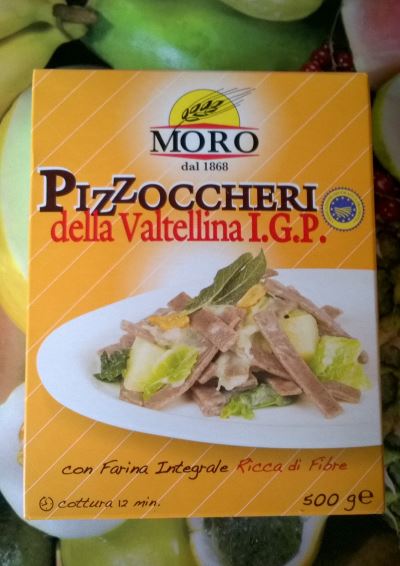 MORO
dal 1868
PIZZOCCHERI
della Valtellina I.G.P.
con Farina Integrale Ricca di Fibre
cottura 12 min.
500 g e